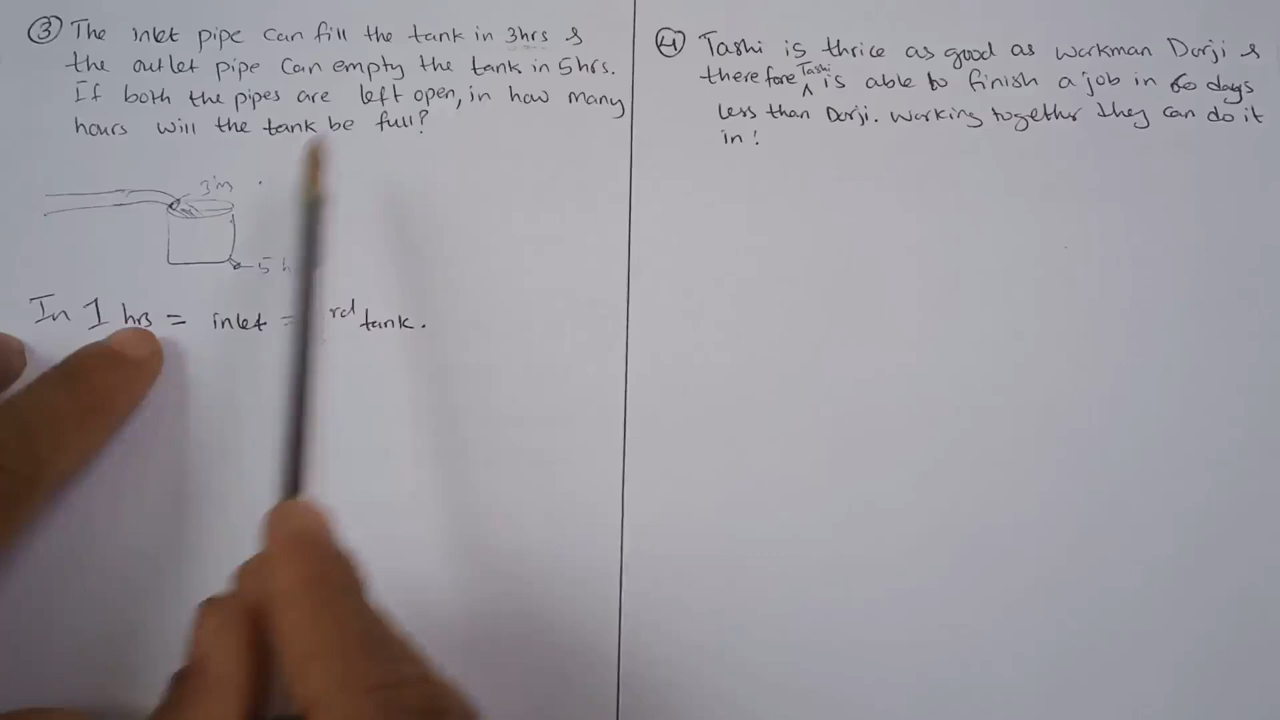 ③ The inlet pipe can fill the tank in 3hrs &
the outlet pipe can empty the tank in 5hrs.
If both the pipes are left open, in how many
hours will the tank be full?
5 h
In 1 hrs = inlet = rd tank.
④ Tashi is thrice as good as workman Dorji &
therefore Tashi is able to finish a job in 60 days
less than Dorji. Working together they can do it
in!